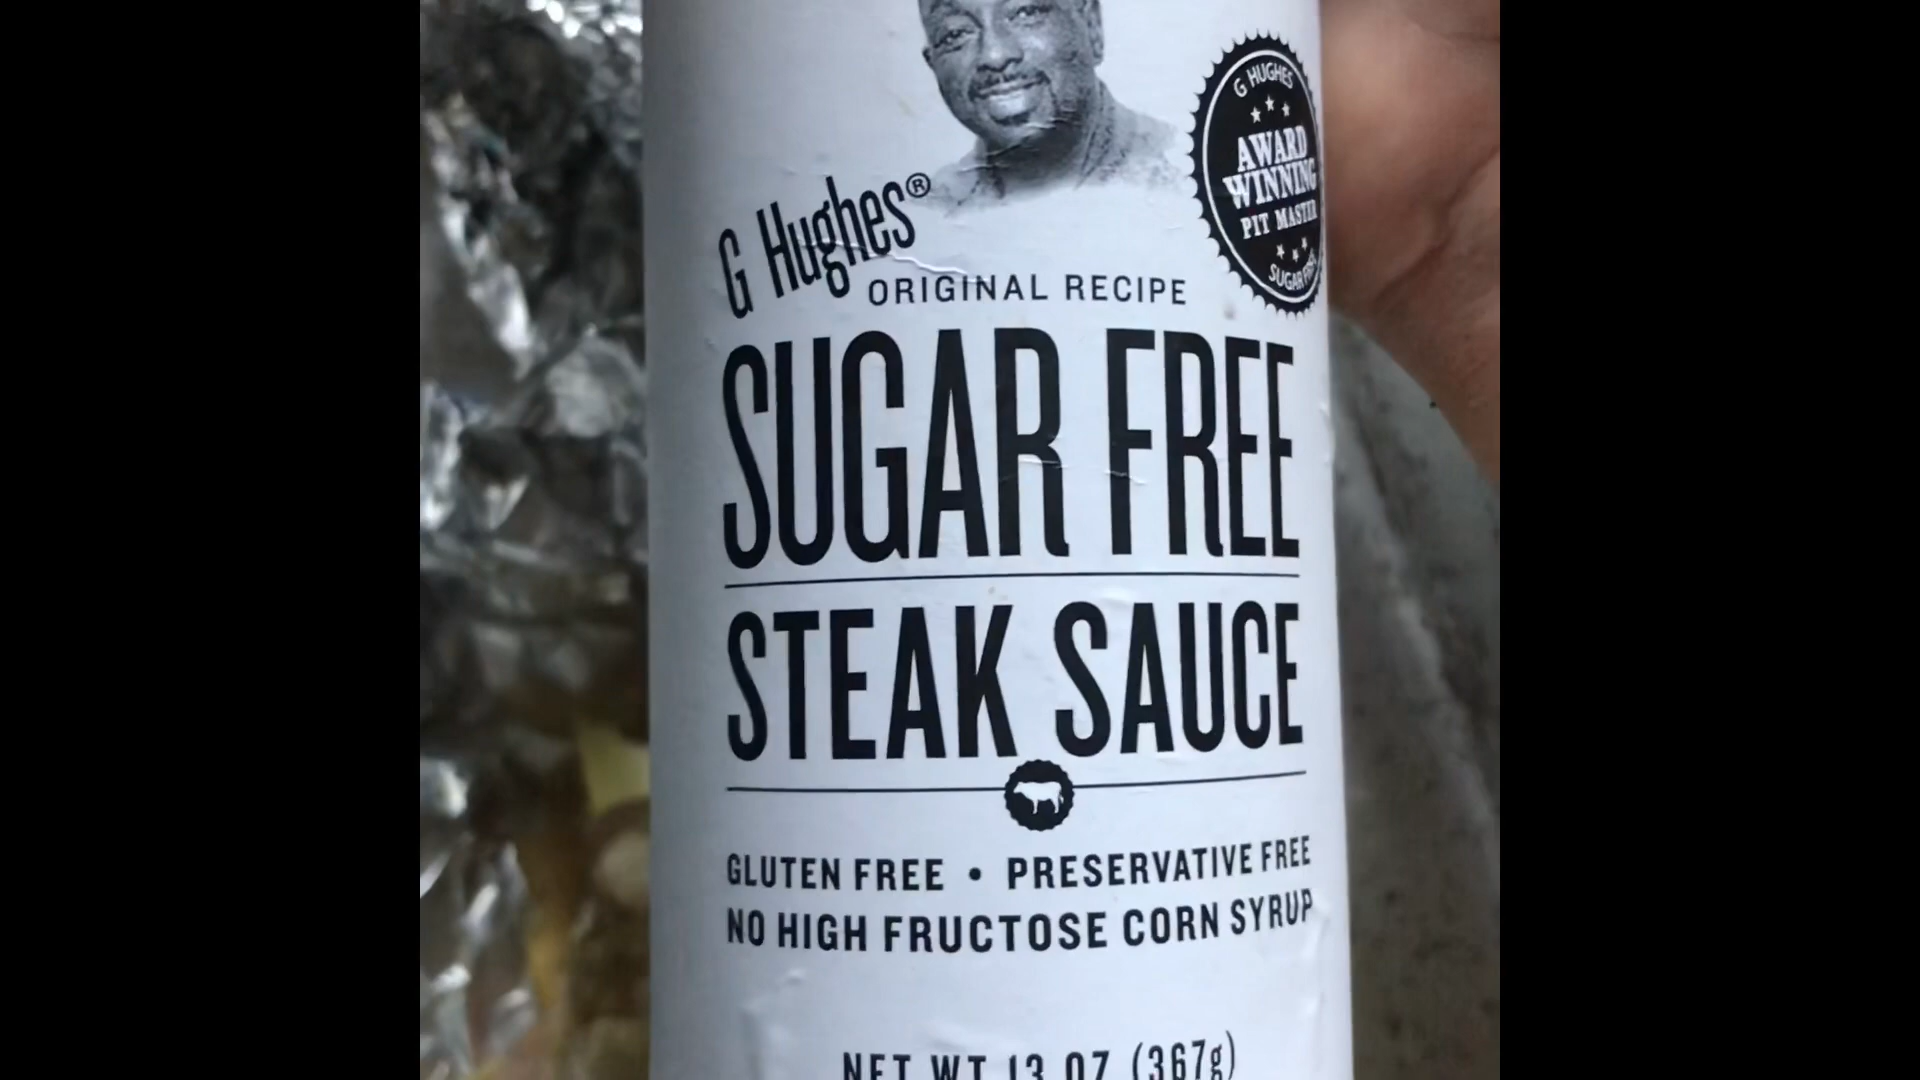 G HUGHES
AWARD
WINNING
PIT MASTER
SUGAR FREE
G Hughes®
ORIGINAL RECIPE
SUGAR FREE
STEAK SAUCE
GLUTEN FREE • PRESERVATIVE FREE
NO HIGH FRUCTOSE CORN SYRUP
NET WT 13 OZ (367g)